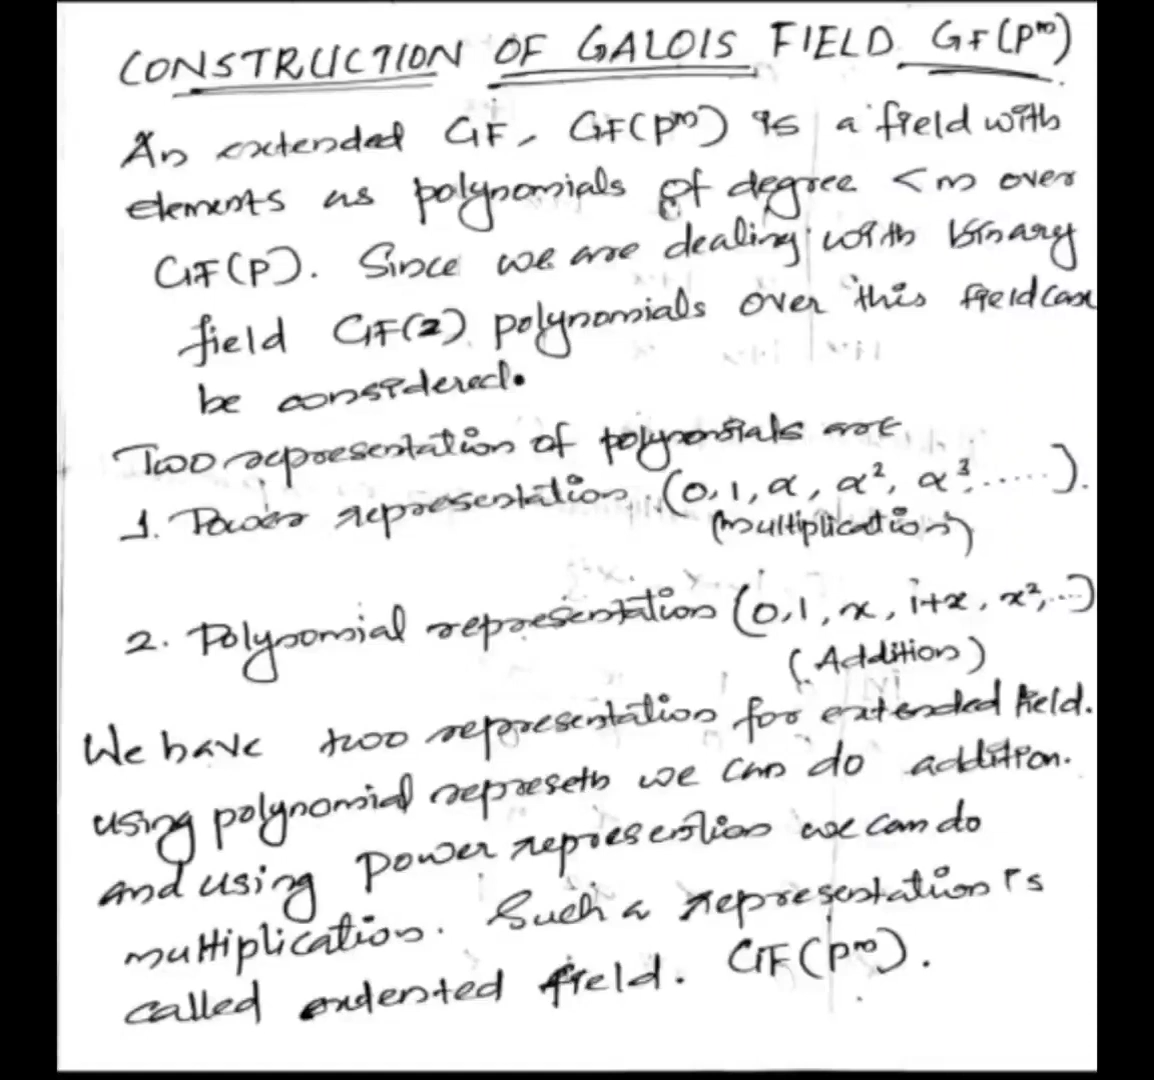 CONSTRUCTION OF GALOIS FIELD GF(p^m)
An extended GF, GF(p^m) is a field with
elements as polynomials of degree <m over
GF(p). Since we are dealing with binary
field GF(2) polynomials over this field can
be considered.
Two representation of polynomials are
1. Power representation (0, 1, α, α², α³, .....).
(multiplication)
2. Polynomial representation (0, 1, x, 1+x, x², ...)
(Addition)
We have two representation for extended field.
using polynomial represetn we can do addition.
and using power represention we can do
multiplication. Such a representation is
called extented field. GF(p^m).